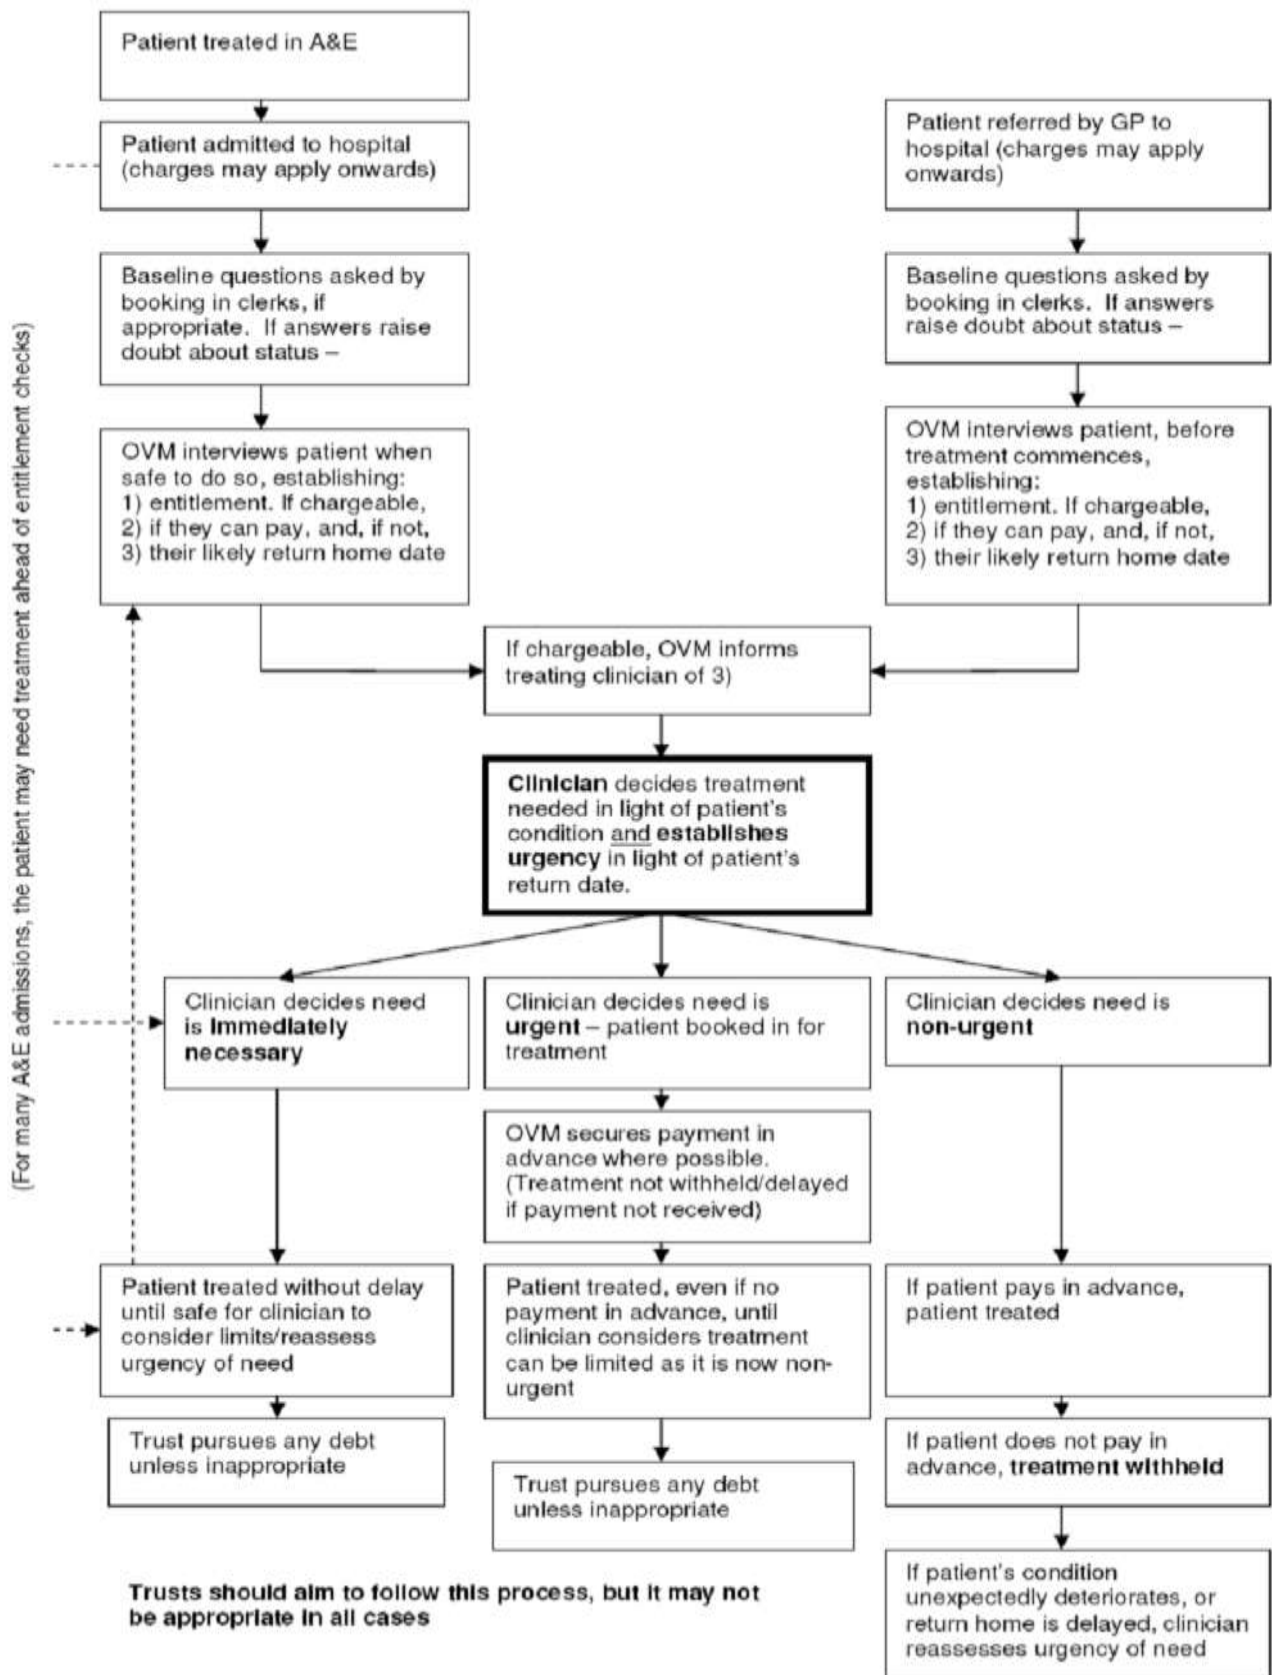 Patient treated in A&E
Patient admitted to hospital
(charges may apply onwards)
Patient referred by GP to
hospital (charges may apply
onwards)
Baseline questions asked by
booking in clerks, if
appropriate.  If answers raise
doubt about status –
Baseline questions asked by
booking in clerks.  If answers
raise doubt about status –
(For many A&E admissions, the patient may need treatment ahead of entitlement checks)
OVM interviews patient when
safe to do so, establishing:
1) entitlement. If chargeable,
2) if they can pay, and, if not,
3) their likely return home date
OVM interviews patient, before
treatment commences,
establishing:
1) entitlement. If chargeable,
2) if they can pay, and, if not,
3) their likely return home date
If chargeable, OVM informs
treating clinician of 3)
Clinician decides treatment
needed in light of patient's
condition and establishes
urgency in light of patient's
return date.
Clinician decides need
is immediately
necessary
Clinician decides need is
urgent – patient booked in for
treatment
Clinician decides need is
non-urgent
OVM secures payment in
advance where possible.
(Treatment not withheld/delayed
if payment not received)
Patient treated without delay
until safe for clinician to
consider limits/reassess
urgency of need
Patient treated, even if no
payment in advance, until
clinician considers treatment
can be limited as it is now non-
urgent
If patient pays in advance,
patient treated
Trust pursues any debt
unless inappropriate
Trust pursues any debt
unless inappropriate
If patient does not pay in
advance, treatment withheld
If patient's condition
unexpectedly deteriorates, or
return home is delayed, clinician
reassesses urgency of need
Trusts should aim to follow this process, but it may not
be appropriate in all cases